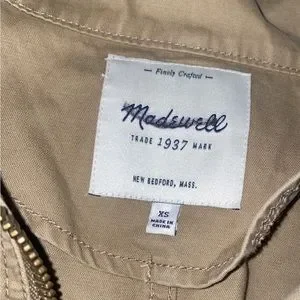 — Finely Crafted —
Madewell
TRADE 1937 MARK
NEW BEDFORD, MASS.
XS
MADE IN
CHINA